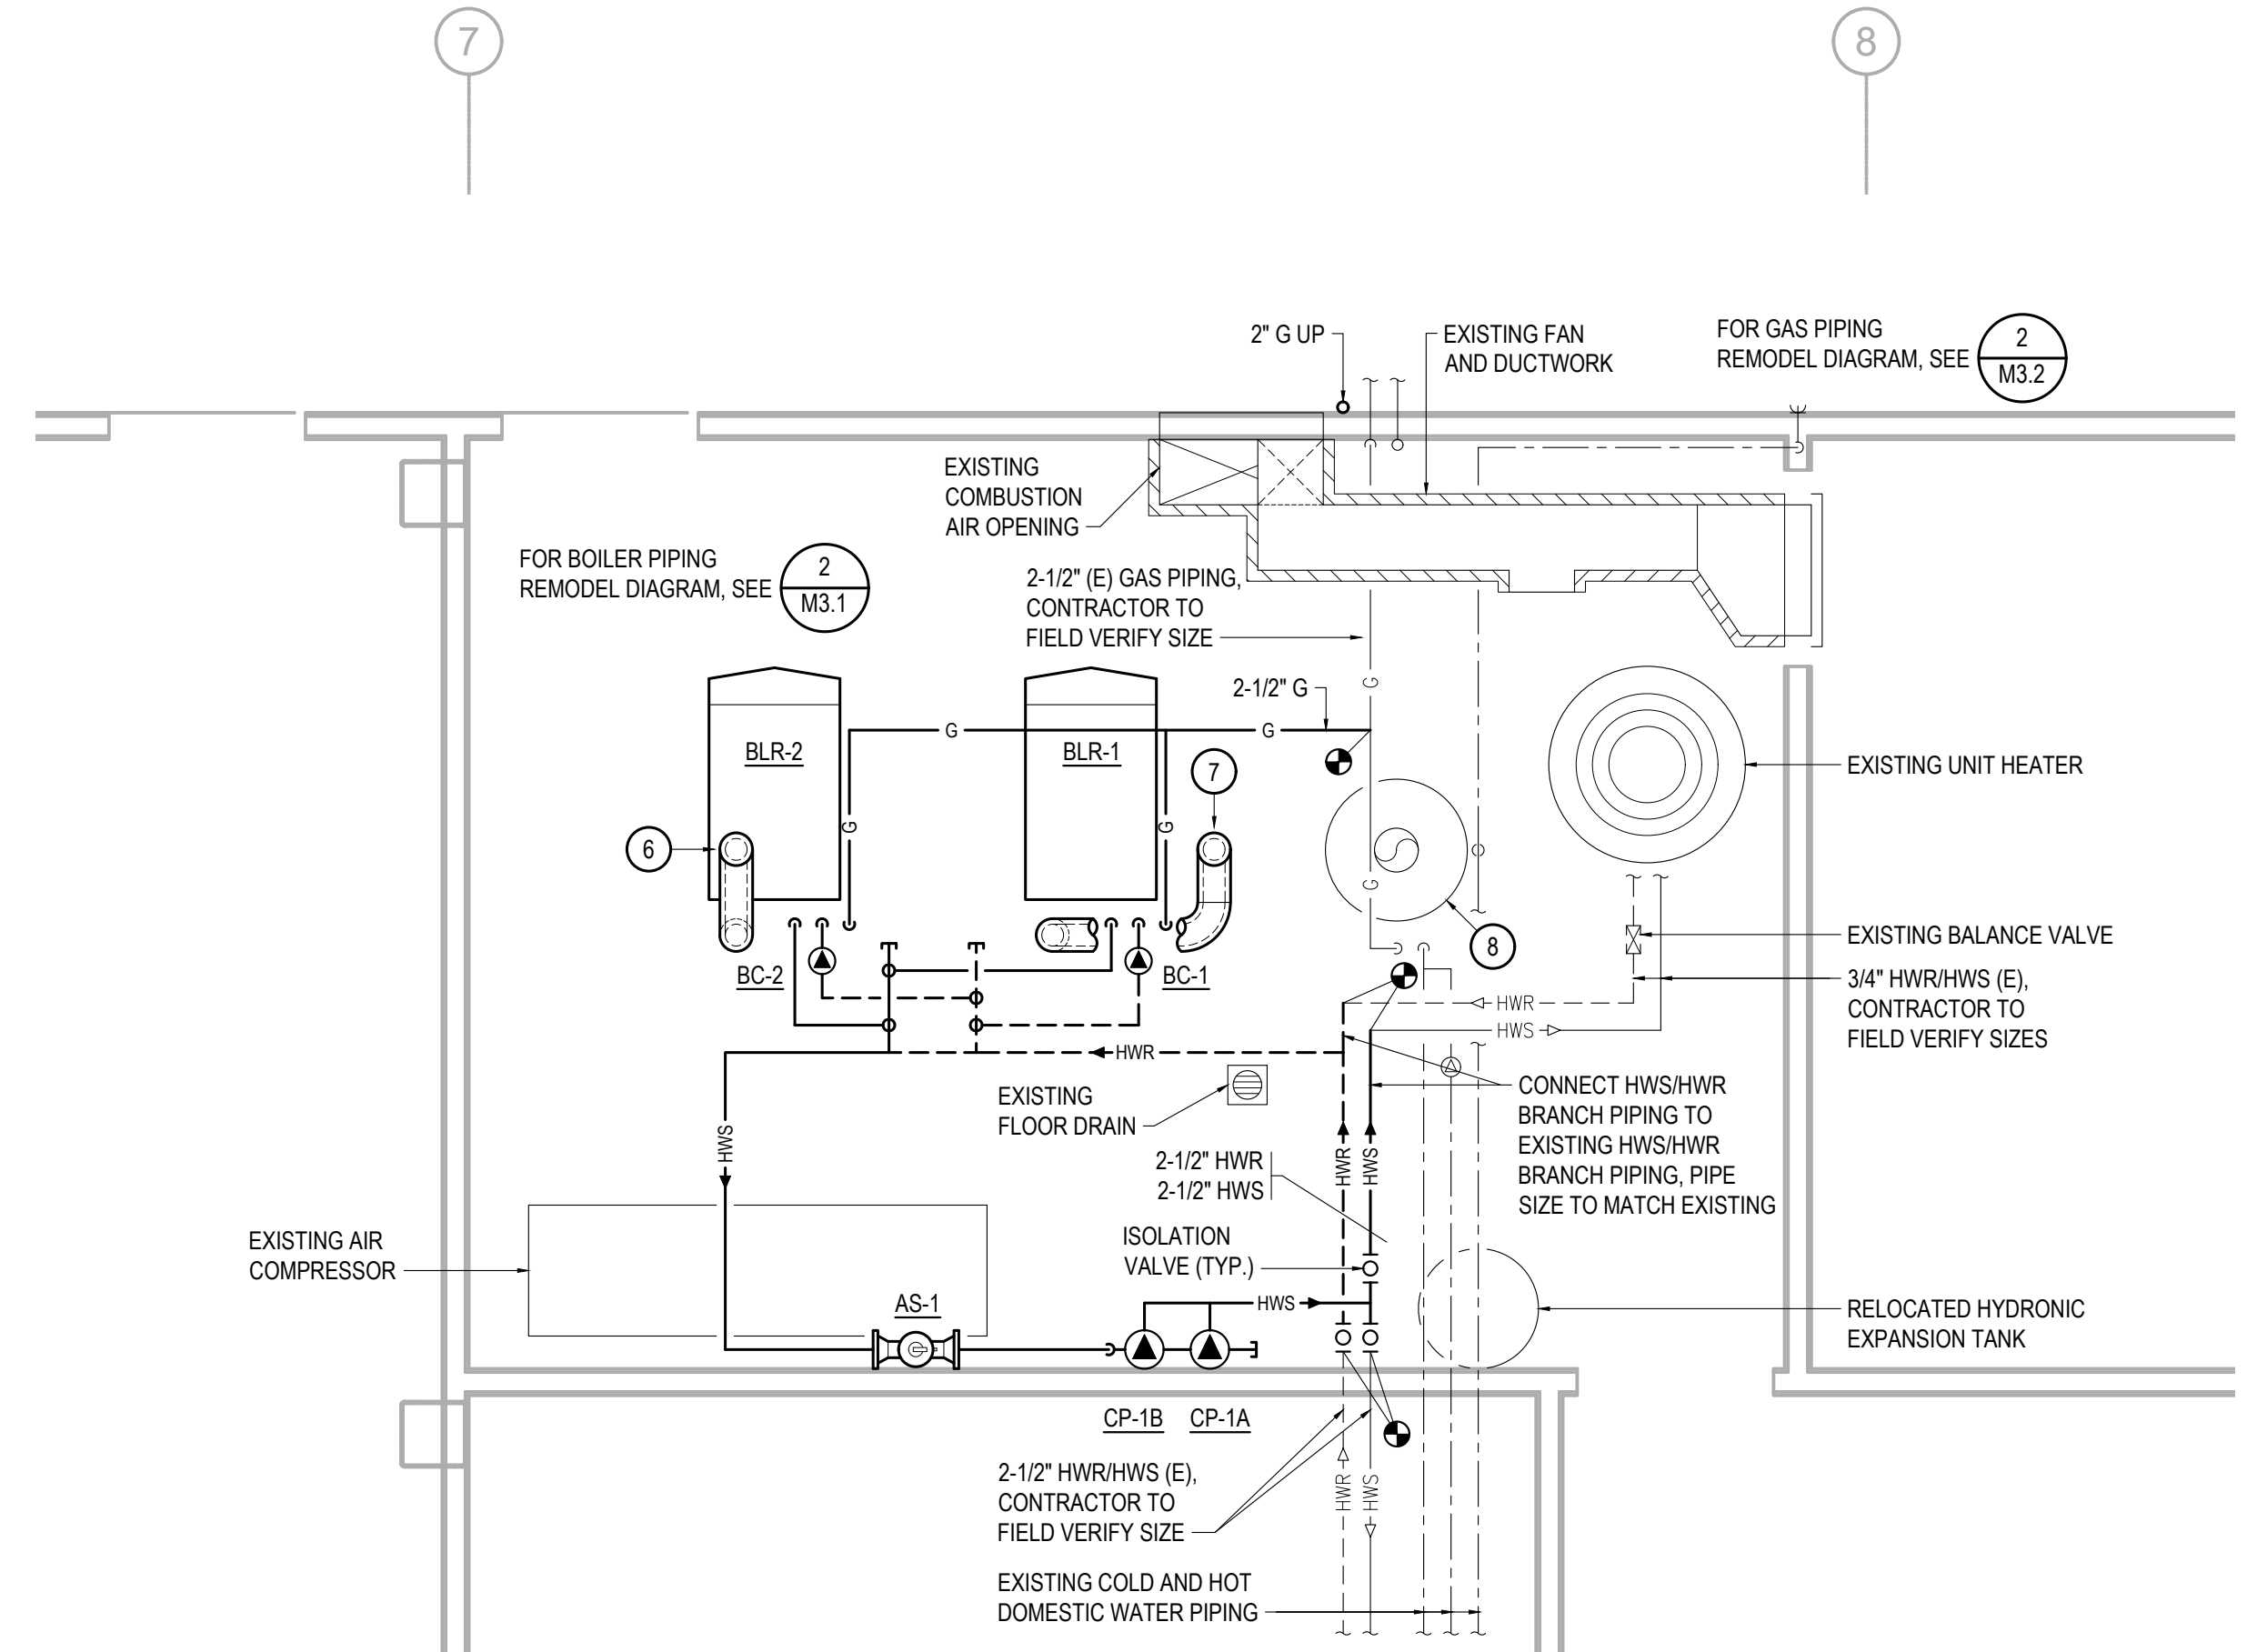 7
8
2" G UP
EXISTING FAN
AND DUCTWORK
FOR GAS PIPING
REMODEL DIAGRAM, SEE
2
M3.2
EXISTING
COMBUSTION
AIR OPENING
FOR BOILER PIPING
REMODEL DIAGRAM, SEE
2
M3.1
2-1/2" (E) GAS PIPING,
CONTRACTOR TO
FIELD VERIFY SIZE
2-1/2" G
G
G
G
BLR-2
BLR-1
7
EXISTING UNIT HEATER
G
G
6
G
8
EXISTING BALANCE VALVE
BC-2
BC-1
3/4" HWR/HWS (E),
CONTRACTOR TO
FIELD VERIFY SIZES
HWR
HWS
HWR
EXISTING
FLOOR DRAIN
CONNECT HWS/HWR
BRANCH PIPING TO
EXISTING HWS/HWR
BRANCH PIPING, PIPE
SIZE TO MATCH EXISTING
HWS
2-1/2" HWR
2-1/2" HWS
HWR
HWS
ISOLATION
VALVE (TYP.)
EXISTING AIR
COMPRESSOR
AS-1
HWS
RELOCATED HYDRONIC
EXPANSION TANK
CP-1B
CP-1A
2-1/2" HWR/HWS (E),
CONTRACTOR TO
FIELD VERIFY SIZE
HWR
HWS
EXISTING COLD AND HOT
DOMESTIC WATER PIPING